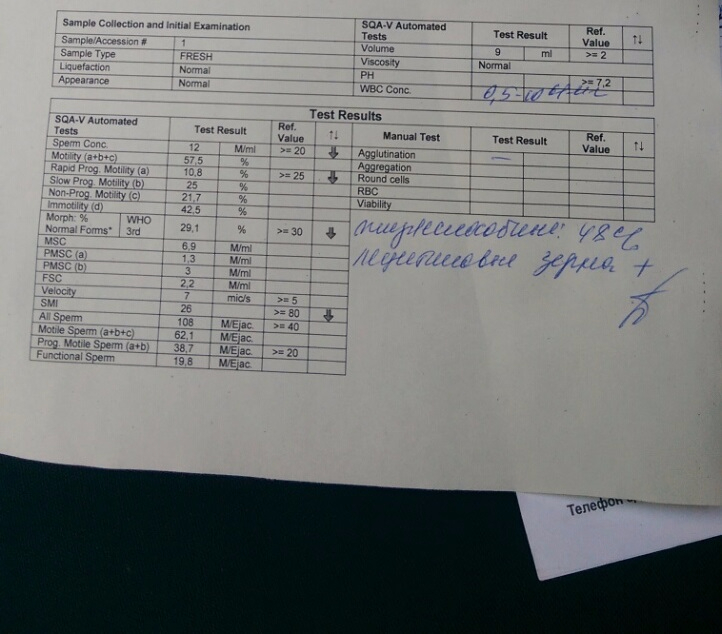 Sample Collection and Initial Examination
Sample/Accession # 1
Sample Type FRESH
Liquefaction Normal
Appearance Normal
SQA-V Automated Tests Test Result Ref. Value ↑↓
Volume 9 ml >= 2
Viscosity Normal
PH >= 7,2
WBC Conc. 0,5-10
Test Results
SQA-V Automated Tests Test Result Ref. Value ↑↓
Sperm Conc. 12 M/ml >= 20 ↓
Motility (a+b+c) 57,5 %
Rapid Prog. Motility (a) 10,8 % >= 25 ↓
Slow Prog. Motility (b) 25 %
Non-Prog. Motility (c) 21,7 %
Immotility (d) 42,5 %
Morph: % Normal Forms* WHO 3rd 29,1 % >= 30 ↓
MSC 6,9 M/ml
PMSC (a) 1,3 M/ml
PMSC (b) 3 M/ml
FSC 2,2 M/ml
Velocity 7 mic/s >= 5
SMI 26 >= 80 ↓
All Sperm 108 M/Ejac. >= 40
Motile Sperm (a+b+c) 62,1 M/Ejac.
Prog. Motile Sperm (a+b) 38,7 M/Ejac. >= 20
Functional Sperm 19,8 M/Ejac.
Manual Test Test Result Ref. Value ↑↓
Agglutination —
Aggregation
Round cells
RBC
Viability
48%
зерна +
Телефон